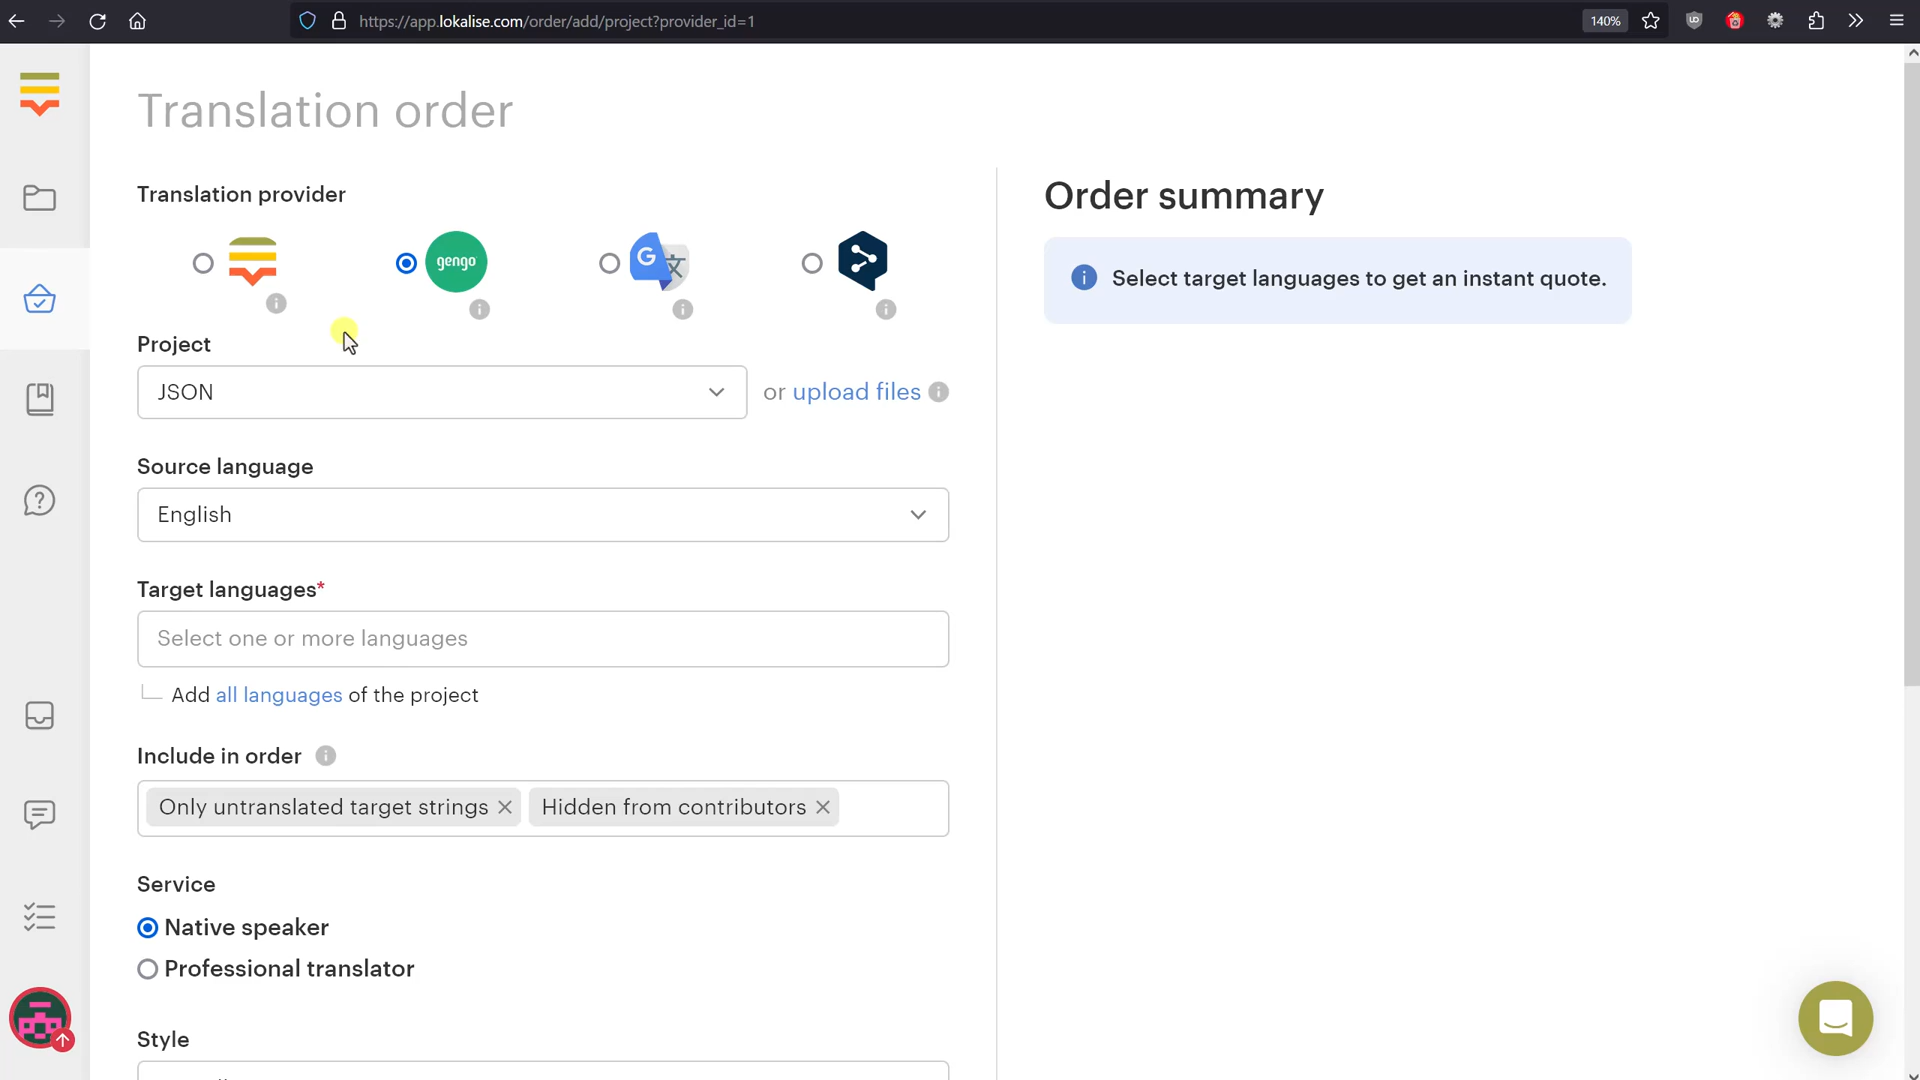 https://app.lokalise.com/order/add/project?provider_id=1
140%
Translation order
Translation provider
gengo
G 文
Project
JSON
or upload files
Source language
English
Target languages*
Select one or more languages
Add all languages of the project
Include in order
Only untranslated target strings
Hidden from contributors
Service
Native speaker
Professional translator
Style
Order summary
Select target languages to get an instant quote.